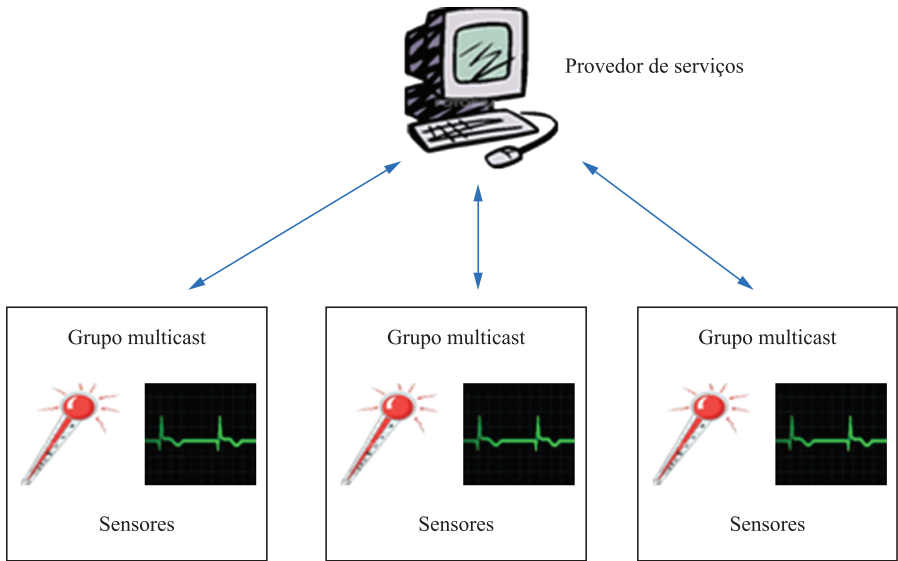 Provedor de serviços
Grupo multicast
Grupo multicast
Grupo multicast
Sensores
Sensores
Sensores